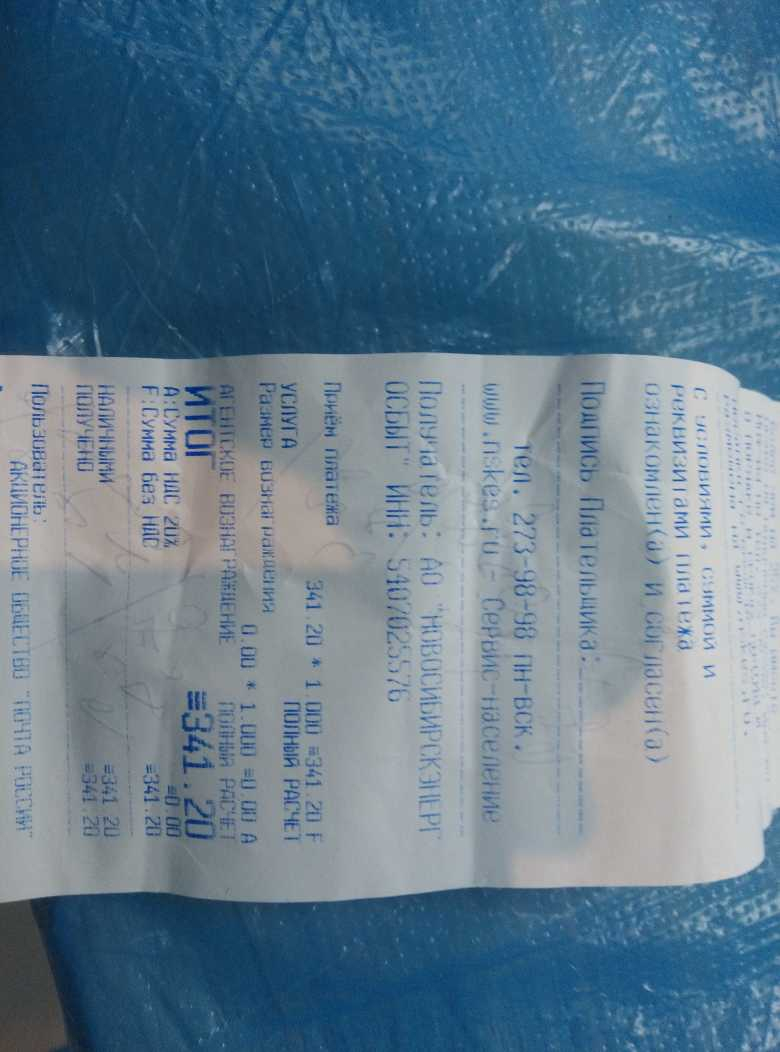 с условиями, суммой и
реквизитами платежа
ознакомлен(а) и согласен(а)
Подпись Плательщика:
тел. 273-98-98 пн-вск.
www.nskes.ru - Сервис-население
Получатель: АО "НОВОСИБИРСКЭНЕРГ
ОСБЫТ" ИНН: 5407025576
Приём платежа
341.20 * 1.000 =341.20 F
УСЛУГА ПОЛНЫЙ РАСЧЕТ
Размер вознаграждения
0.00 * 1.000 =0.00 A
АГЕНТСКОЕ ВОЗНАГРАЖДЕНИЕ ПОЛНЫЙ РАСЧЕТ
ИТОГ =341.20
A:Сумма НДС 20% =0.00
F:Сумма без НДС =341.20
НАЛИЧНЫМИ =341.20
ПОЛУЧЕНО =341.20
Пользователь:
АКЦИОНЕРНОЕ ОБЩЕСТВО "ПОЧТА РОССИИ"